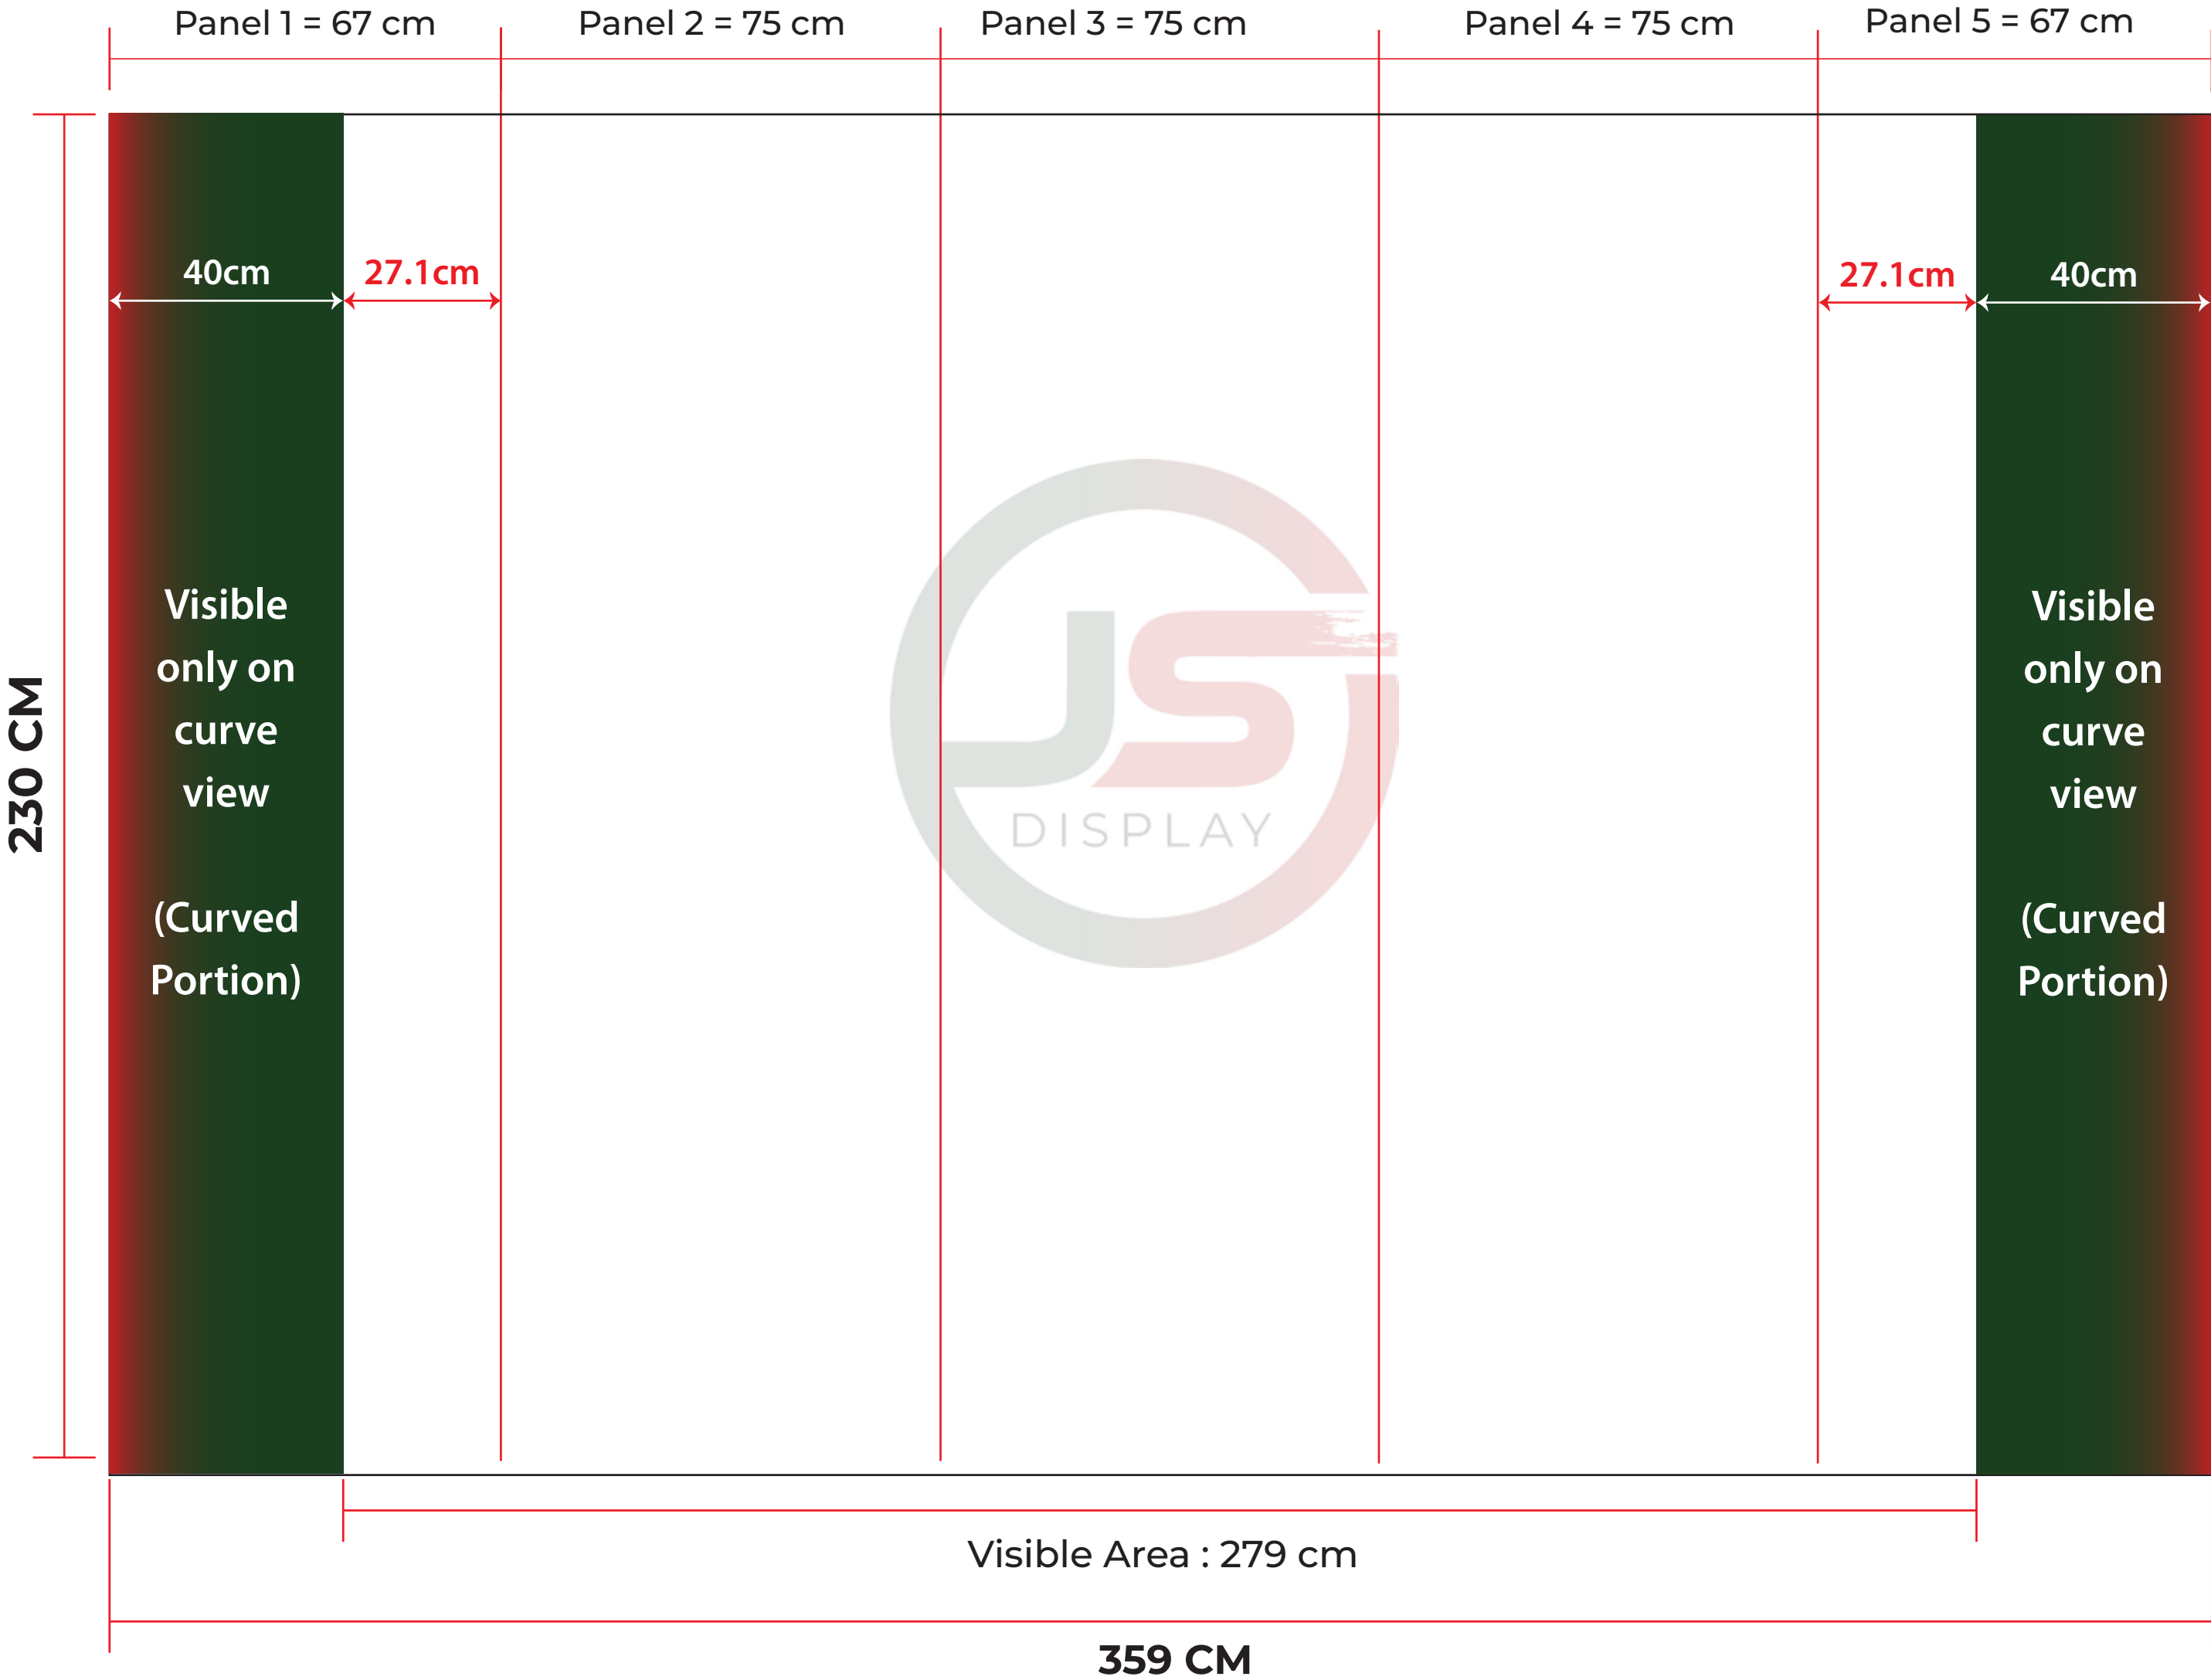 Panel 1 = 67 cm
Panel 2 = 75 cm
Panel 3 = 75 cm
Panel 4 = 75 cm
Panel 5 = 67 cm
40cm
27.1cm
27.1cm
40cm
Visible
only on
curve
view
(Curved
Portion)
230 CM
JS
DISPLAY
Visible
only on
curve
view
(Curved
Portion)
Visible Area : 279 cm
359 CM